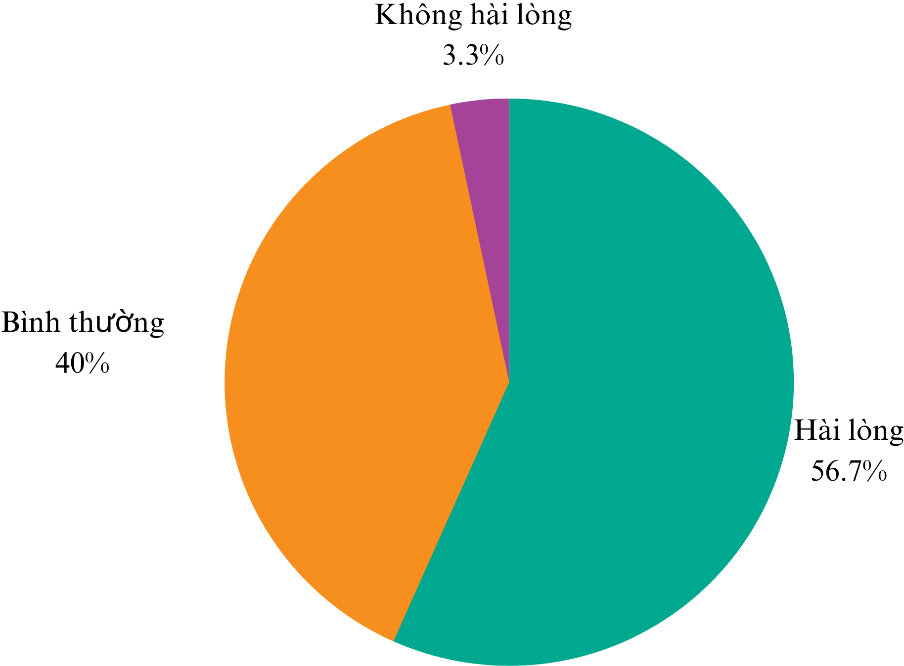 Không hài lòng
3.3%
Bình thường
40%
Hài lòng
56.7%